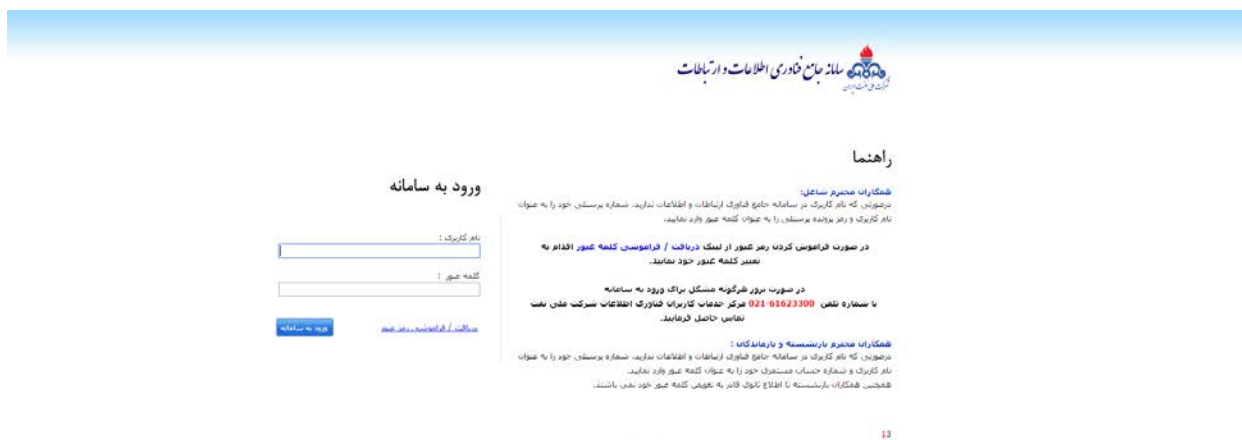 سامانه جامع فناوری اطلاعات و ارتباطات
شرکت ملی نفت ایران
راهنما
همکاران محترم شاغل:
درصورتی که نام کاربری در سامانه جامع فناوری ارتباطات و اطلاعات ندارید، شماره پرسنلی خود را به عنوان
نام کاربری و رمز پرونده پرسنلی را به عنوان کلمه عبور وارد نمایید.
در صورت فراموش کردن رمز عبور از لینک دریافت / فراموشی کلمه عبور اقدام به
تغییر کلمه عبور خود نمایید.
در صورت بروز هرگونه مشکل برای ورود به سامانه
با شماره تلفن 61623300-021 مرکز خدمات کاربران فناوری اطلاعات شرکت ملی نفت
تماس حاصل فرمایید.
همکاران محترم بازنشسته و بازماندگان :
درصورتی که نام کاربری در سامانه جامع فناوری ارتباطات و اطلاعات ندارید، شماره پرسنلی خود را به عنوان
نام کاربری و شماره حساب مستمری خود را به عنوان کلمه عبور وارد نمایید.
همچنین همکاران بازنشسته تا اطلاع ثانوی قادر به تعویض کلمه عبور خود نمی باشند.
13
ورود به سامانه
نام کاربری :
کلمه عبور :
دریافت / فراموشی رمز عبور
ورود به سامانه